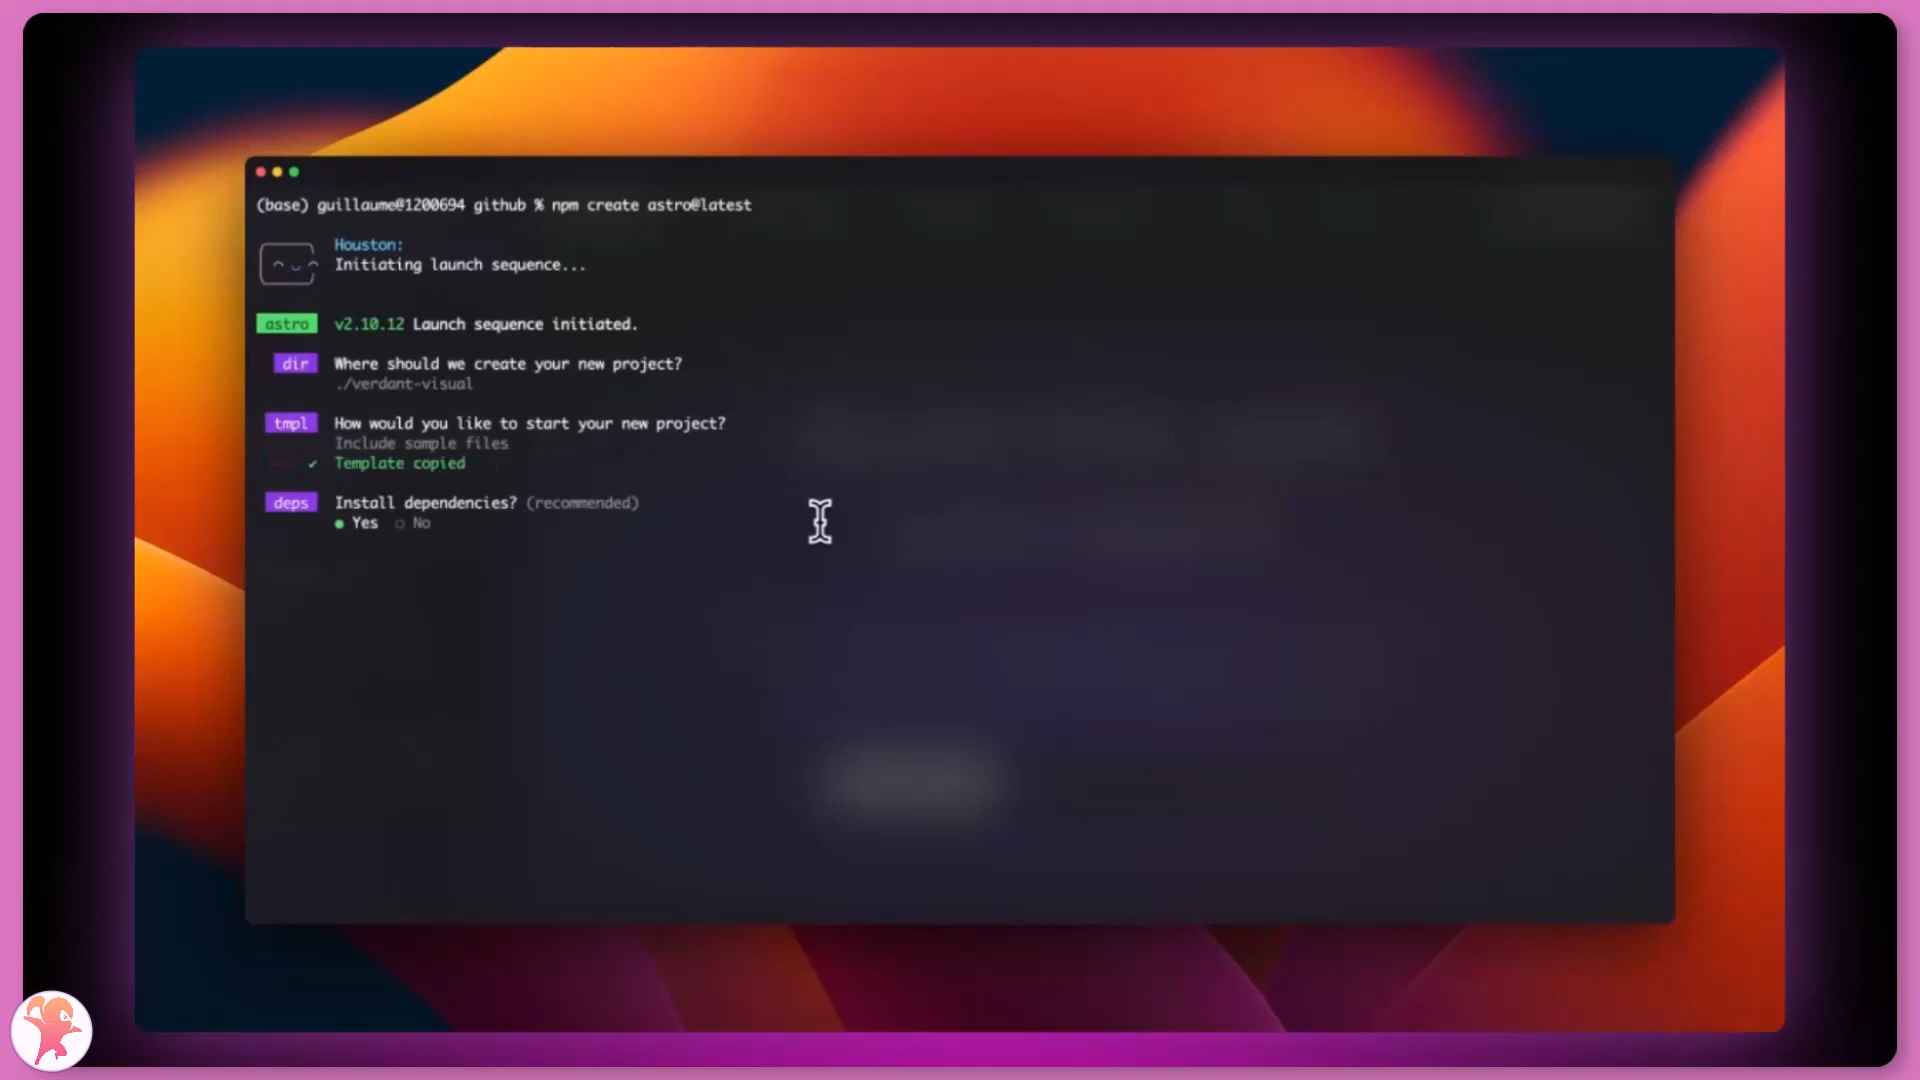 (base) guillaume@1200694 github % npm create astro@latest
Houston:
Initiating launch sequence...
astro v2.10.12 Launch sequence initiated.
dir Where should we create your new project?
./verdant-visual
tmpl How would you like to start your new project?
Include sample files
✔ Template copied
deps Install dependencies? (recommended)
● Yes ○ No